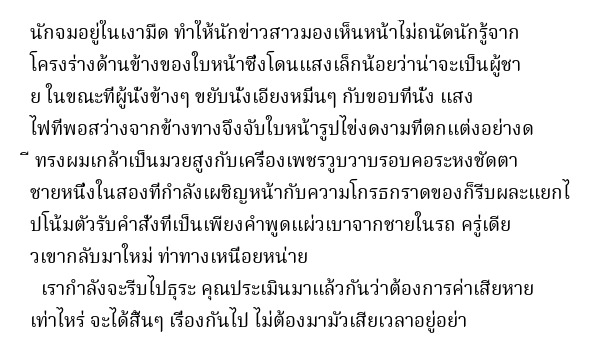 นักจมอยู่ในเงามืด ทำให้นักข่าวสาวมองเห็นหน้าไม่ถนัดนักรู้จาก
โครงร่างด้านข้างของใบหน้าซึ่งโดนแสงเล็กน้อยว่าน่าจะเป็นผู้ชา
ย ในขณะที่ผู้นั่งข้างๆ ขยับนั่งเอียงหมิ่นๆ กับขอบที่นั่ง แสง
ไฟที่พอสว่างจากข้างทางจึงจับใบหน้ารูปไข่งดงามที่ตกแต่งอย่างด
ี ทรงผมเกล้าเป็นมวยสูงกับเครื่องเพชรวูบวาบรอบคอระหงชัดตา
ชายหนึ่งในสองที่กำลังเผชิญหน้ากับความโกรธกราดของก็รีบผละแยกไ
ปโน้มตัวรับคำสั่งที่เป็นเพียงคำพูดแผ่วเบาจากชายในรถ ครู่เดีย
วเขากลับมาใหม่ ท่าทางเหนื่อยหน่าย
เรากำลังจะรีบไปธุระ คุณประเมินมาแล้วกันว่าต้องการค่าเสียหาย
เท่าไหร่ จะได้สิ้นๆ เรื่องกันไป ไม่ต้องมามัวเสียเวลาอยู่อย่า